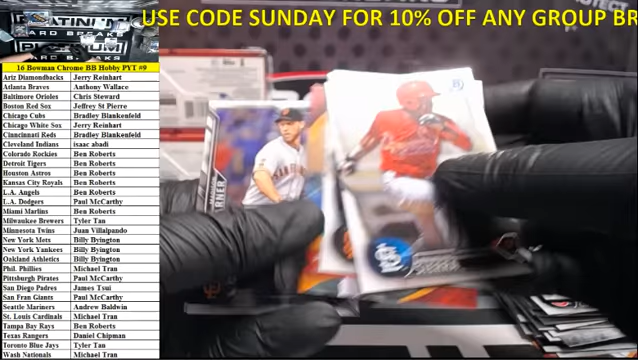 USE CODE SUNDAY FOR 10% OFF ANY GROUP BR
PLATINUM
CARD BREAKS
PLATINUM
CARD BREAKS
16 Bowman Chrome BB Hobby PYT #9
Ariz Diamondbacks Jerry Reinhart
Atlanta Braves Anthony Wallace
Baltimore Orioles Chris Steward
Boston Red Sox Jeffrey St Pierre
Chicago Cubs Bradley Blankenfeld
Chicago White Sox Jerry Reinhart
Cinncinnati Reds Bradley Blankenfeld
Cleveland Indians isaac abadi
Colorado Rockies Ben Roberts
Detroit Tigers Ben Roberts
Houston Astros Ben Roberts
Kansas City Royals Ben Roberts
L.A. Angels Ben Roberts
L.A. Dodgers Paul McCarthy
Miami Marlins Ben Roberts
Milwaukee Brewers Tyler Tan
Minnesota Twins Juan Villalpando
New York Mets Billy Byington
New York Yankees Billy Byington
Oakland Athletics Billy Byington
Phil. Phillies Michael Tran
Pittsburgh Pirates Paul McCarthy
San Diego Padres James Tsui
San Fran Giants Paul McCarthy
Seattle Mariners Andrew Baldwin
St. Louis Cardinals Michael Tran
Tampa Bay Rays Ben Roberts
Texas Rangers Daniel Chipman
Toronto Blue Jays Tyler Tan
Wash Nationals Michael Tran